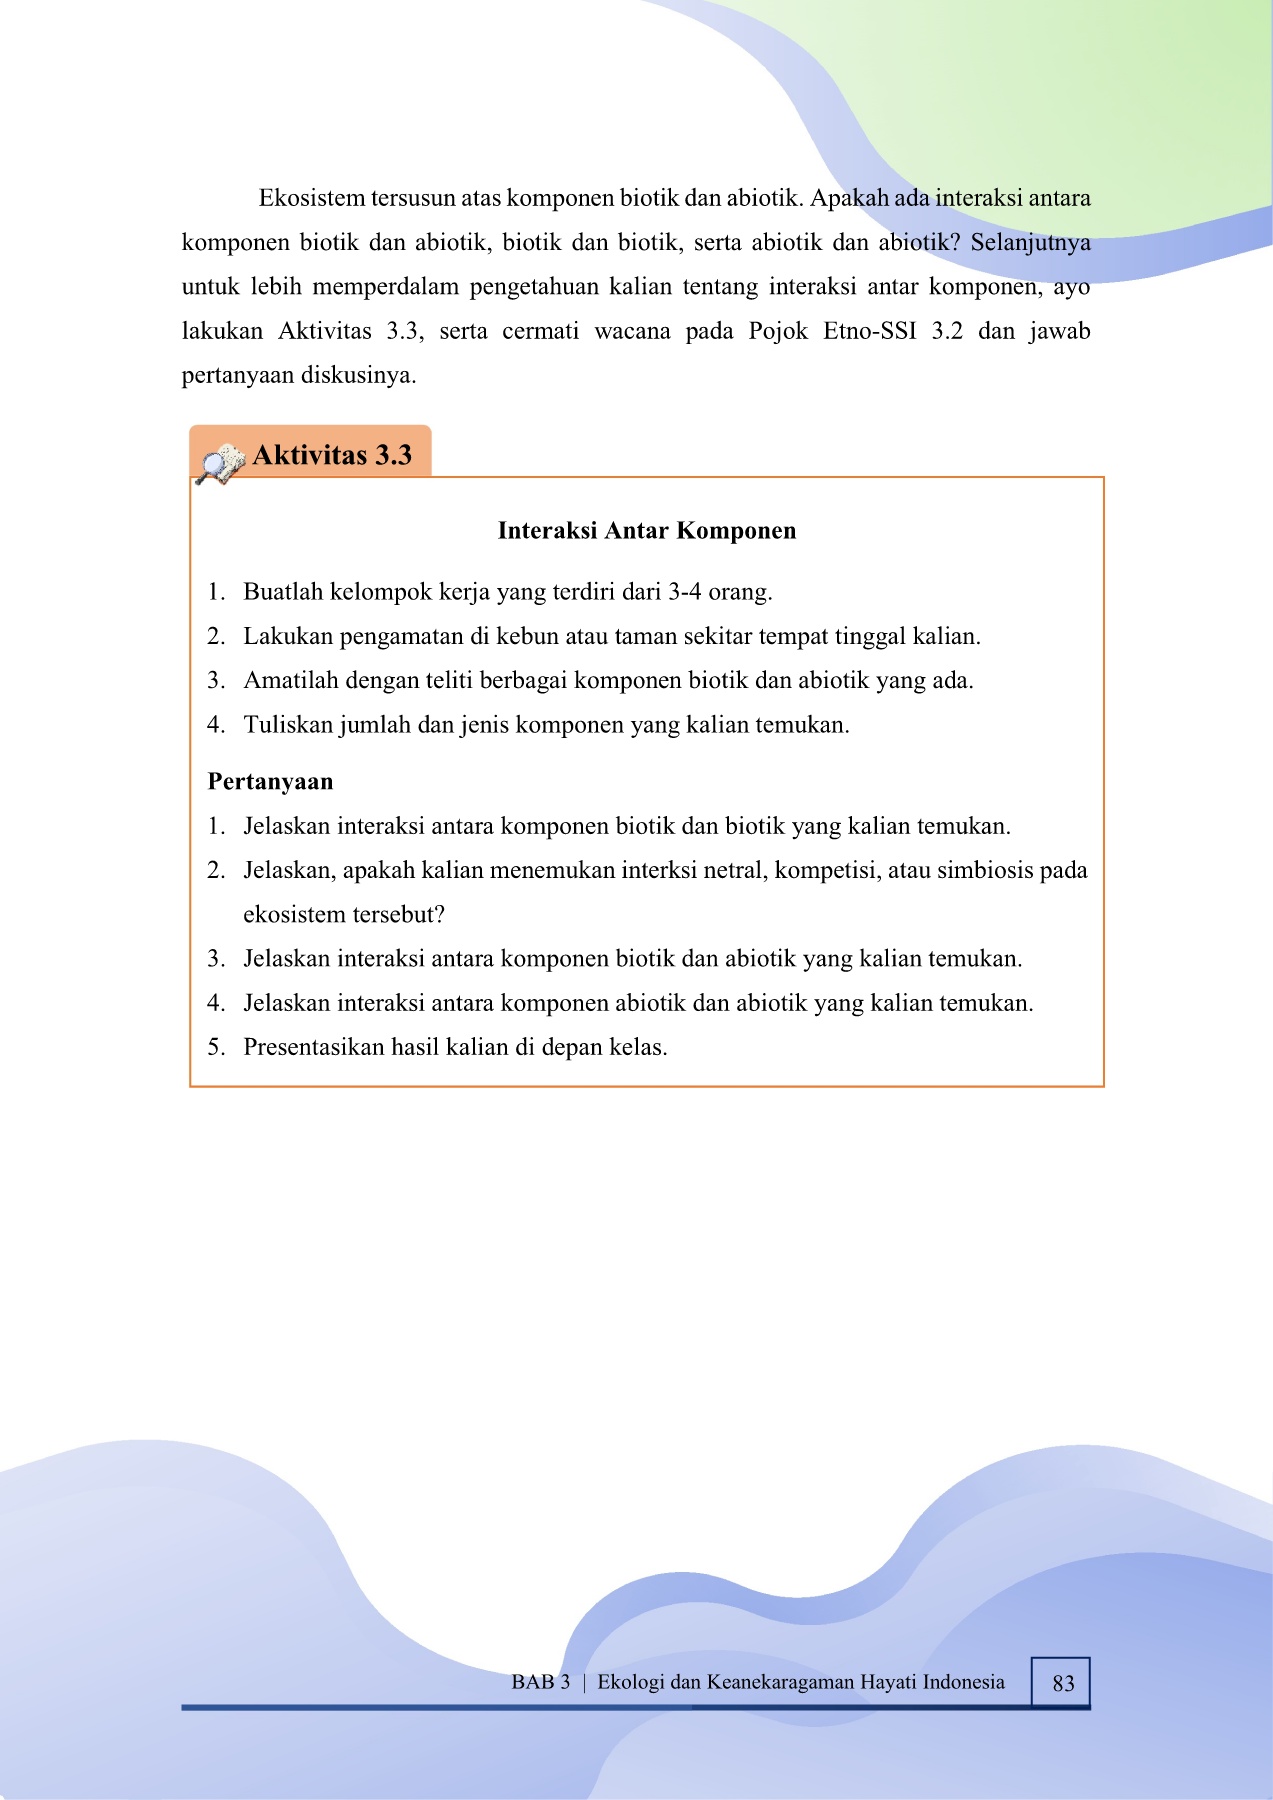 Ekosistem tersusun atas komponen biotik dan abiotik. Apakah ada interaksi antara
komponen biotik dan abiotik, biotik dan biotik, serta abiotik dan abiotik? Selanjutnya
untuk lebih memperdalam pengetahuan kalian tentang interaksi antar komponen, ayo
lakukan Aktivitas 3.3, serta cermati wacana pada Pojok Etno-SSI 3.2 dan jawab
pertanyaan diskusinya.
Aktivitas 3.3
Interaksi Antar Komponen
1. Buatlah kelompok kerja yang terdiri dari 3-4 orang.
2. Lakukan pengamatan di kebun atau taman sekitar tempat tinggal kalian.
3. Amatilah dengan teliti berbagai komponen biotik dan abiotik yang ada.
4. Tuliskan jumlah dan jenis komponen yang kalian temukan.
Pertanyaan
1. Jelaskan interaksi antara komponen biotik dan biotik yang kalian temukan.
2. Jelaskan, apakah kalian menemukan interksi netral, kompetisi, atau simbiosis pada
ekosistem tersebut?
3. Jelaskan interaksi antara komponen biotik dan abiotik yang kalian temukan.
4. Jelaskan interaksi antara komponen abiotik dan abiotik yang kalian temukan.
5. Presentasikan hasil kalian di depan kelas.
BAB 3 | Ekologi dan Keanekaragaman Hayati Indonesia 83